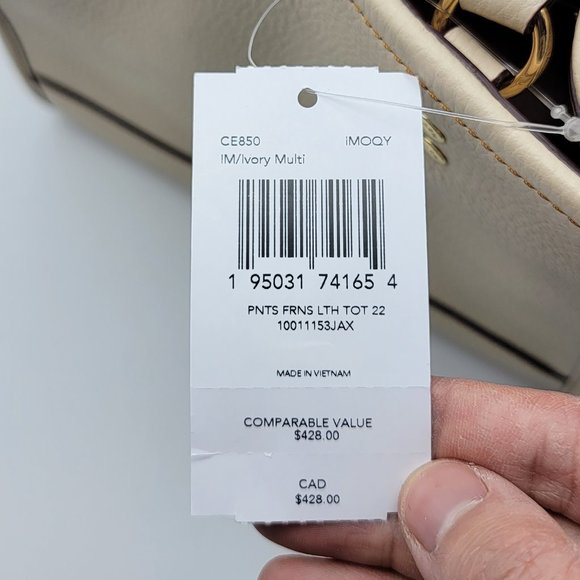 CE850 IMOQY
IM/Ivory Multi
1 95031 74165 4
PNTS FRNS LTH TOT 22
10011153JAX
MADE IN VIETNAM
COMPARABLE VALUE
$428.00
CAD
$428.00